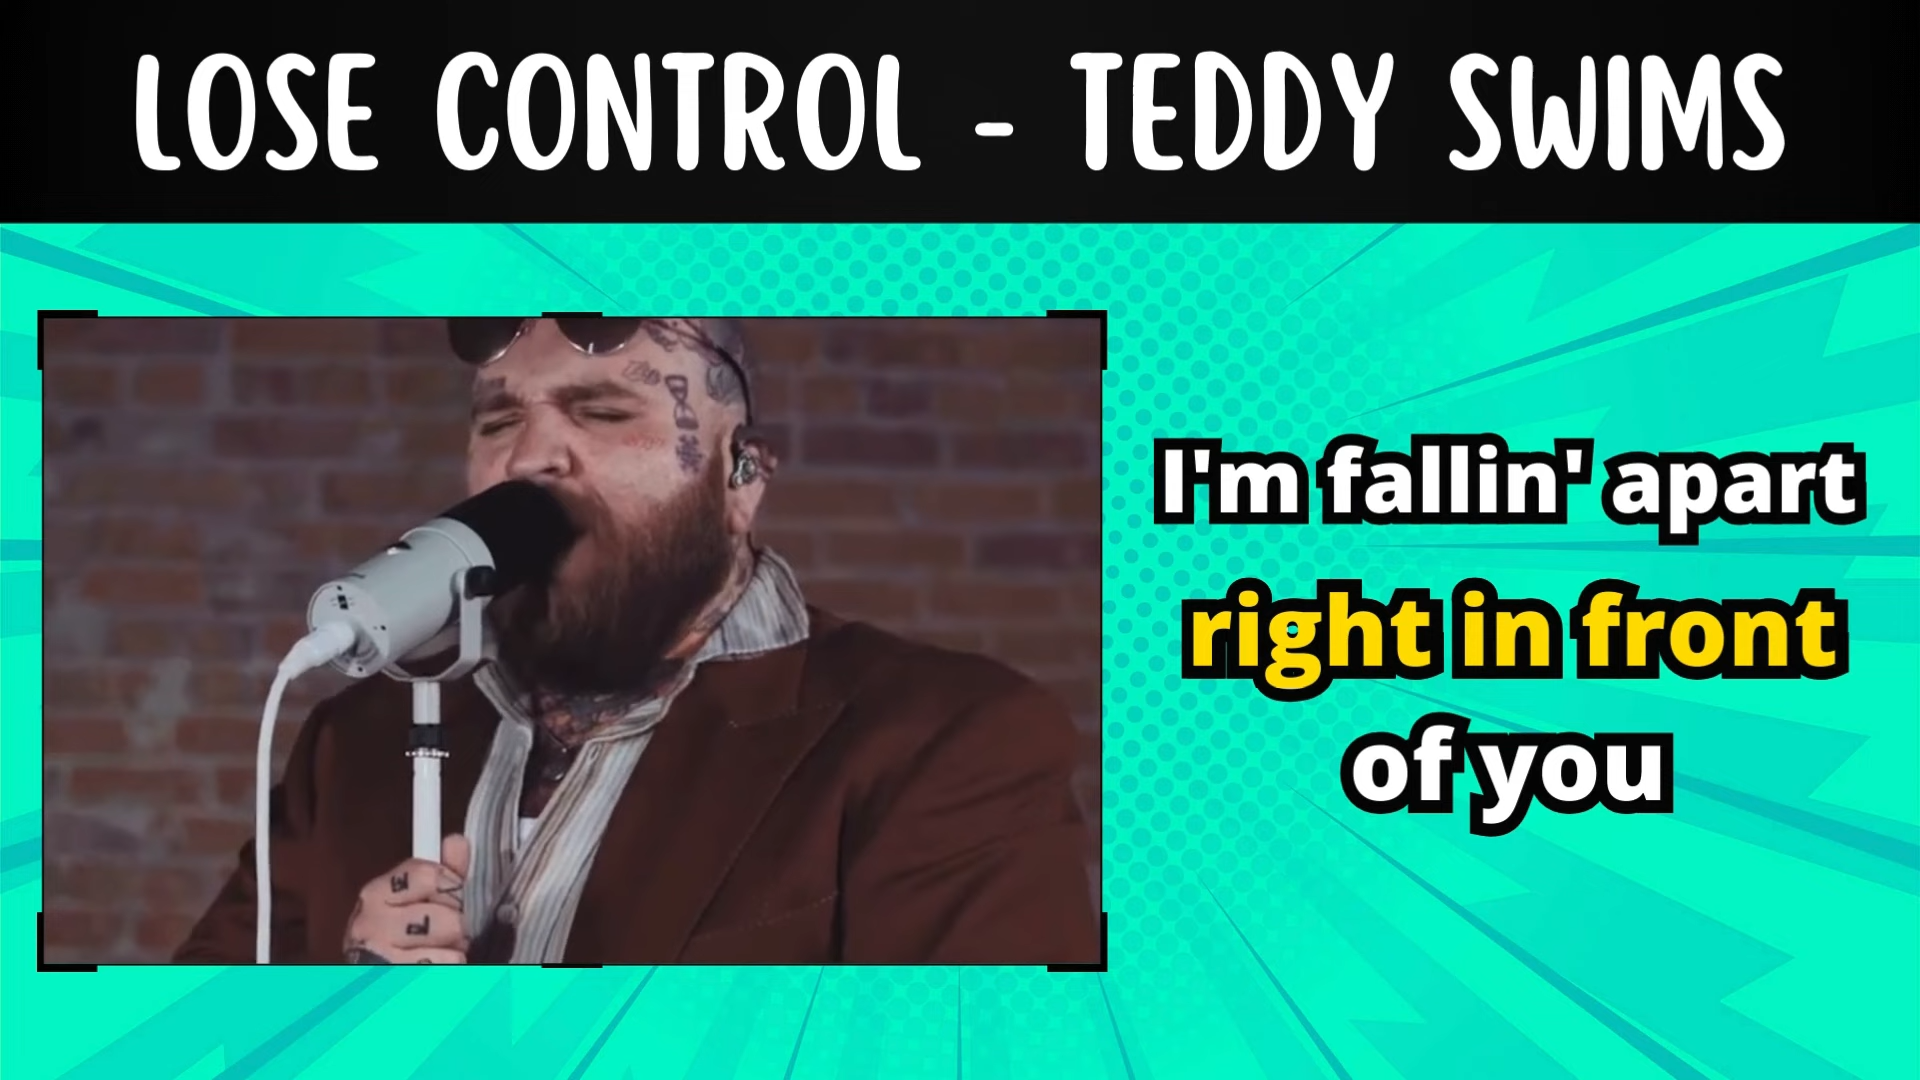 LOSE CONTROL - TEDDY SWIMS
I'm fallin' apart
right in front
of you